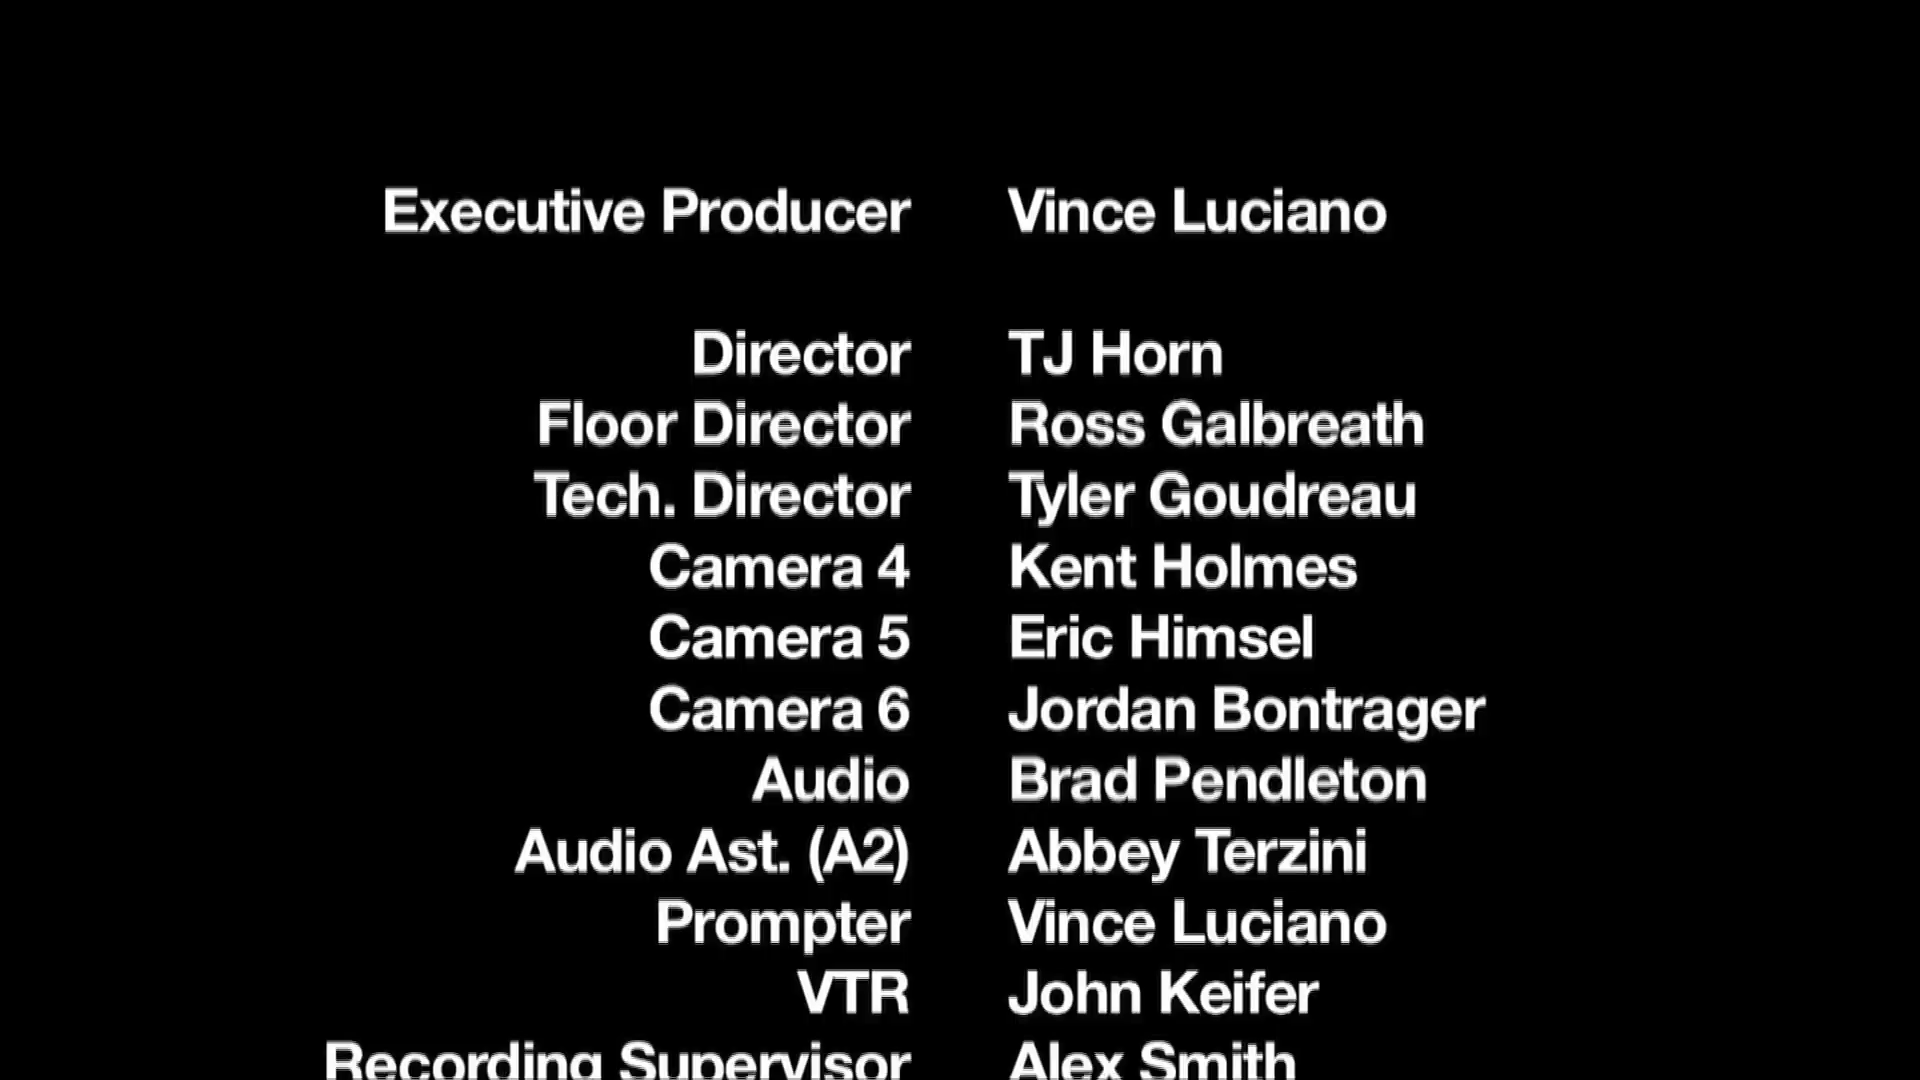 Executive Producer Vince Luciano
Director TJ Horn
Floor Director Ross Galbreath
Tech. Director Tyler Goudreau
Camera 4 Kent Holmes
Camera 5 Eric Himsel
Camera 6 Jordan Bontrager
Audio Brad Pendleton
Audio Ast. (A2) Abbey Terzini
Prompter Vince Luciano
VTR John Keifer
Recording Supervisor Alex Smith